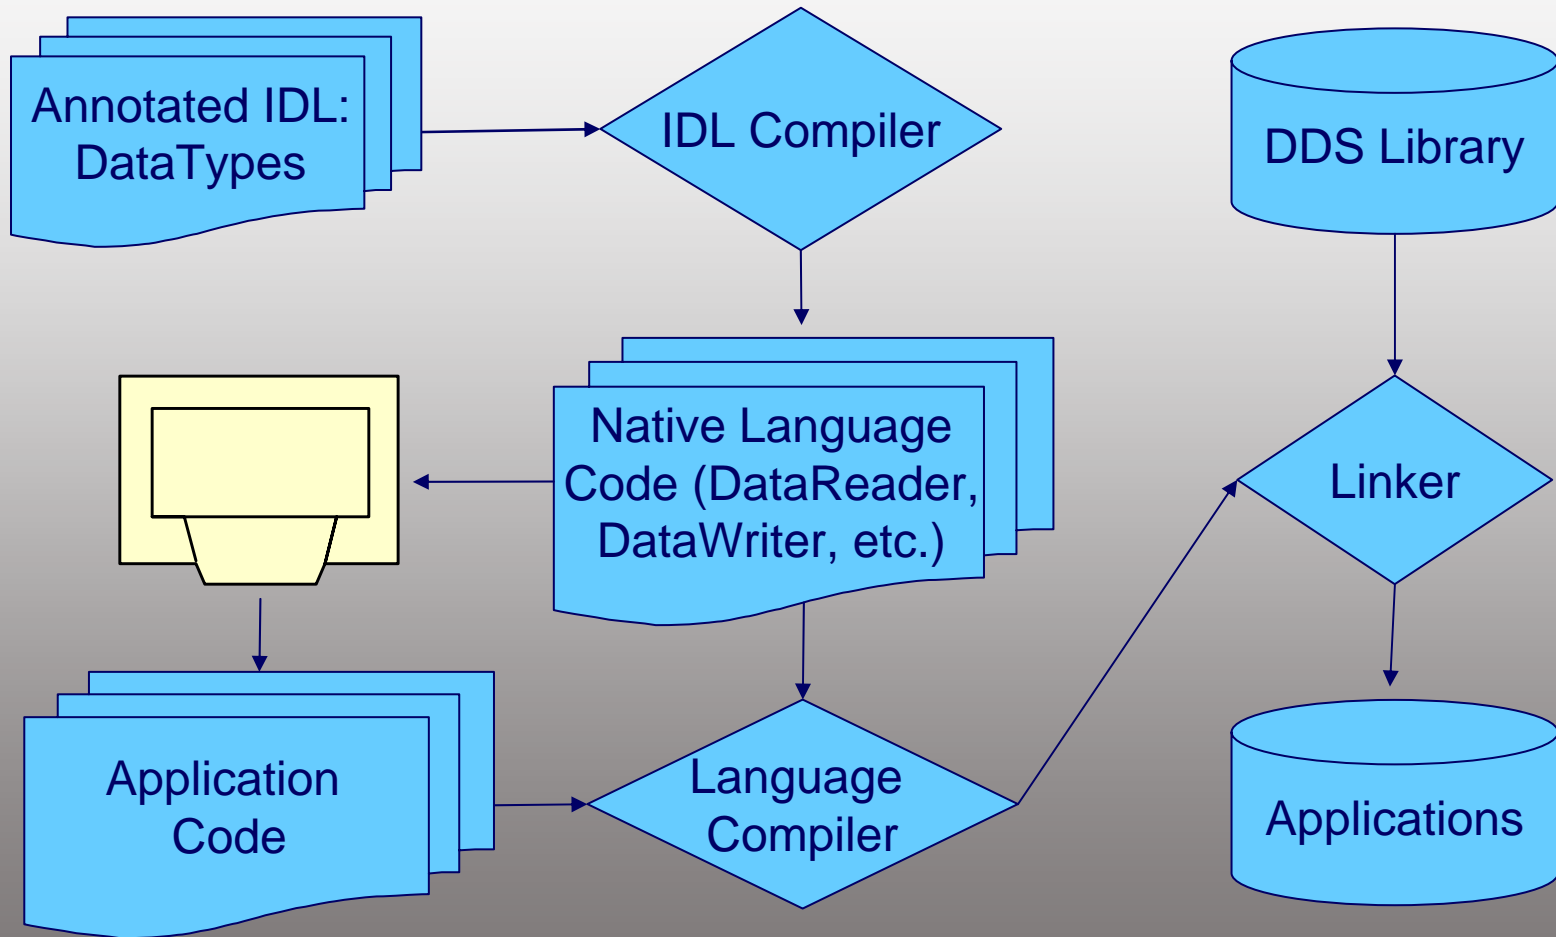 Annotated IDL:
DataTypes
IDL Compiler
DDS Library
Native Language
Code (DataReader,
DataWriter, etc.)
Linker
Application
Code
Language
Compiler
Applications